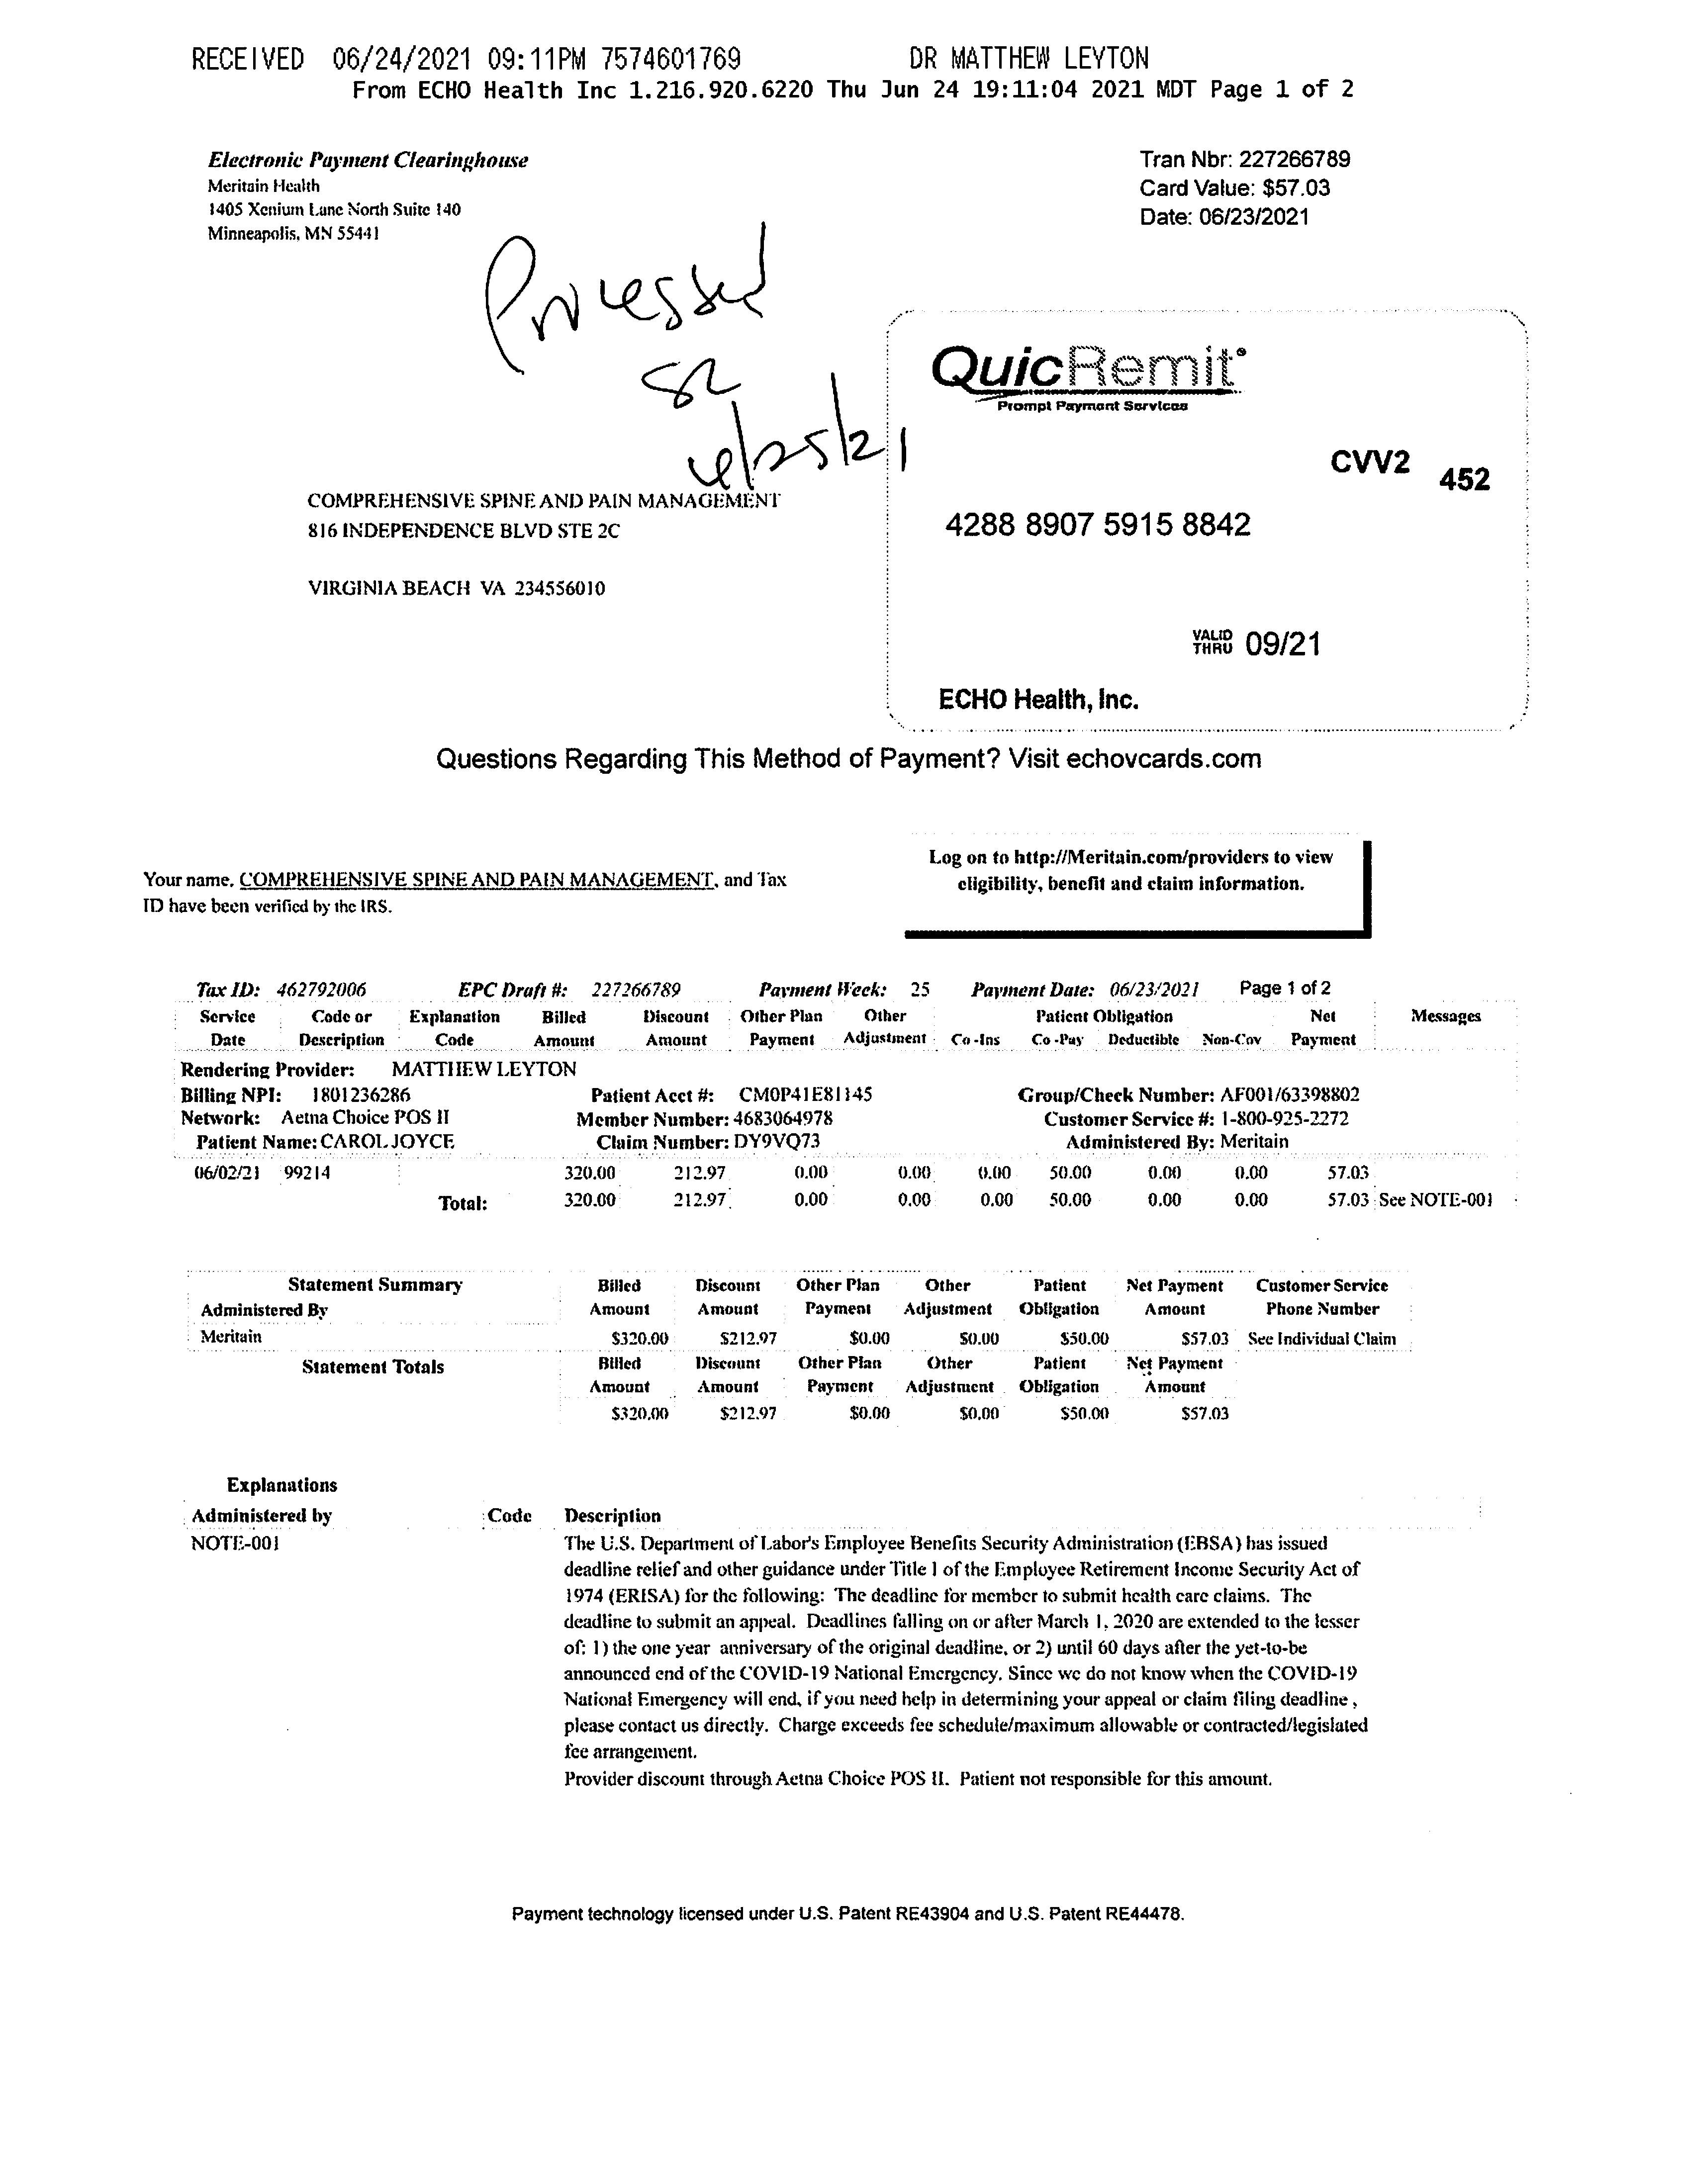 RECEIVED 06/24/2021 09:11PM 7574601769 DR MATTHEW LEYTON
From ECHO Health Inc 1.216.920.6220 Thu Jun 24 19:11:04 2021 MDT Page 1 of 2
Electronic Payment Clearinghouse
Meritain Health
1405 Xenium Lane North Suite 140
Minneapolis, MN 55441
Tran Nbr: 227266789
Card Value: $57.03
Date: 06/23/2021
Processed
SR
6/25/21
COMPREHENSIVE SPINE AND PAIN MANAGEMENT
816 INDEPENDENCE BLVD STE 2C
VIRGINIA BEACH VA 234556010
QuicRemit
Prompt Payment Services
CVV2 452
4288 8907 5915 8842
VALID THRU 09/21
ECHO Health, Inc.
Questions Regarding This Method of Payment? Visit echovcards.com
Your name, COMPREHENSIVE SPINE AND PAIN MANAGEMENT, and Tax
ID have been verified by the IRS.
Log on to http://Meritain.com/providers to view
eligibility, benefit and claim information.
Tax ID: 462792006 EPC Draft #: 227266789 Payment Week: 25 Payment Date: 06/23/2021 Page 1 of 2
Service Code or Explanation Billed Discount Other Plan Other Patient Obligation Net Messages
Date Description Code Amount Amount Payment Adjustment Co-Ins Co-Pay Deductible Non-Cov Payment
Rendering Provider: MATTHEW LEYTON
Billing NPI: 1801236286 Patient Acct #: CM0P41E81145 Group/Check Number: AF001/63398802
Network: Aetna Choice POS II Member Number: 4683064978 Customer Service #: 1-800-925-2272
Patient Name: CAROL JOYCE Claim Number: DY9VQ73 Administered By: Meritain
06/02/21 99214 320.00 212.97 0.00 0.00 0.00 50.00 0.00 0.00 57.03
Total: 320.00 212.97 0.00 0.00 0.00 50.00 0.00 0.00 57.03 See NOTE-001
Statement Summary Billed Discount Other Plan Other Patient Net Payment Customer Service
Administered By Amount Amount Payment Adjustment Obligation Amount Phone Number
Meritain $320.00 $212.97 $0.00 $0.00 $50.00 $57.03 See Individual Claim
Statement Totals Billed Discount Other Plan Other Patient Net Payment
Amount Amount Payment Adjustment Obligation Amount
$320.00 $212.97 $0.00 $0.00 $50.00 $57.03
Explanations
Administered by Code Description
NOTE-001 The U.S. Department of Labor's Employee Benefits Security Administration (EBSA) has issued
deadline relief and other guidance under Title I of the Employee Retirement Income Security Act of
1974 (ERISA) for the following: The deadline for member to submit health care claims. The
deadline to submit an appeal. Deadlines falling on or after March 1, 2020 are extended to the lesser
of: 1) the one year anniversary of the original deadline, or 2) until 60 days after the yet-to-be
announced end of the COVID-19 National Emergency. Since we do not know when the COVID-19
National Emergency will end, if you need help in determining your appeal or claim filing deadline ,
please contact us directly. Charge exceeds fee schedule/maximum allowable or contracted/legislated
fee arrangement.
Provider discount through Aetna Choice POS II. Patient not responsible for this amount.
Payment technology licensed under U.S. Patent RE43904 and U.S. Patent RE44478.